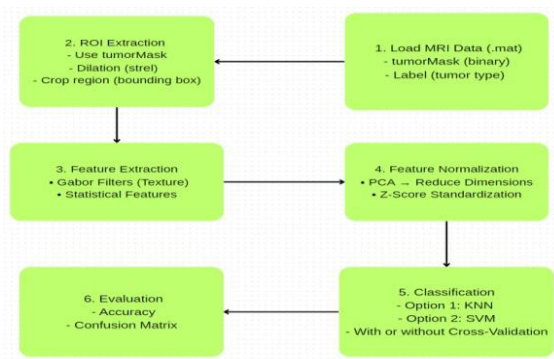 1. Load MRI Data (.mat)
- tumorMask (binary)
- Label (tumor type)
2. ROI Extraction
- Use tumorMask
- Dilation (strel)
- Crop region (bounding box)
3. Feature Extraction
• Gabor Filters (Texture)
• Statistical Features
4. Feature Normalization
• PCA → Reduce Dimensions
• Z-Score Standardization
5. Classification
- Option 1: KNN
- Option 2: SVM
- With or without Cross-Validation
6. Evaluation
- Accuracy
- Confusion Matrix